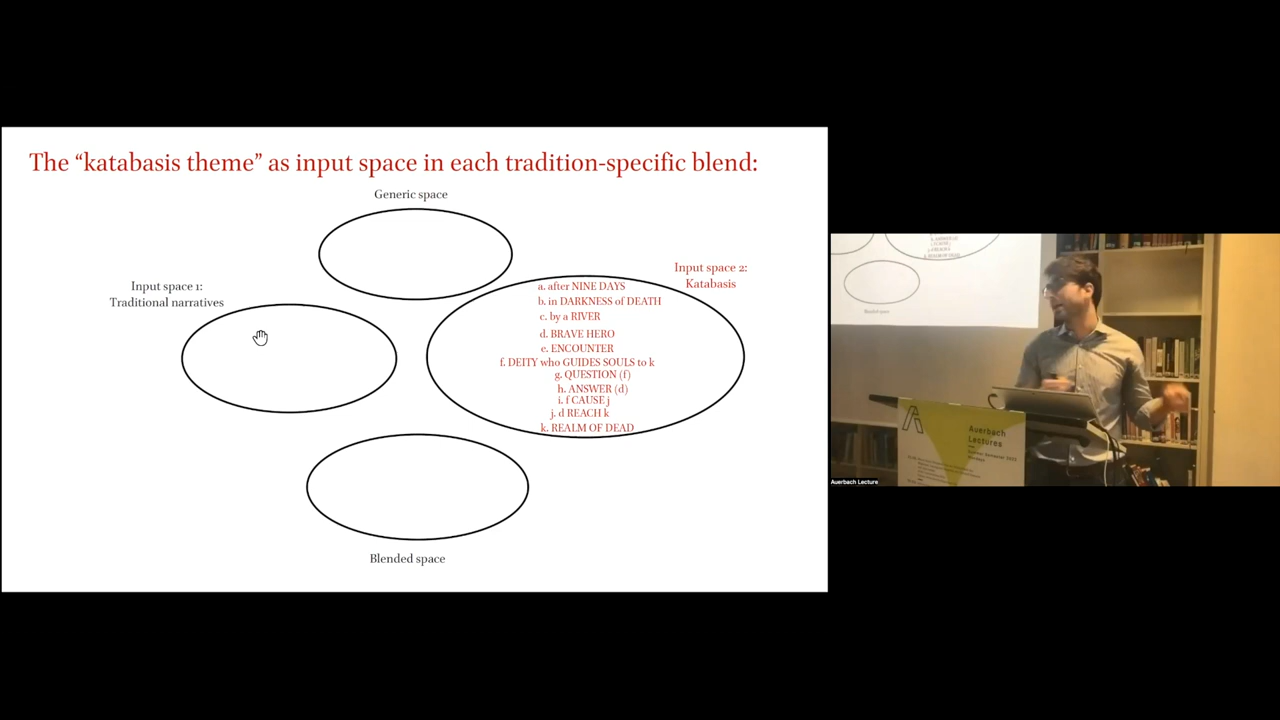 The “katabasis theme” as input space in each tradition-specific blend:
Generic space
Input space 1:
Traditional narratives
Input space 2:
Katabasis
a. after NINE DAYS
b. in DARKNESS of DEATH
c. by a RIVER
d. BRAVE HERO
e. ENCOUNTER
f. DEITY who GUIDES SOULS to k
g. QUESTION (f)
h. ANSWER (d)
i. f CAUSE j
j. d REACH k
k. REALM OF DEAD
Blended space
Auerbach
Lectures
Auerbach Lecture